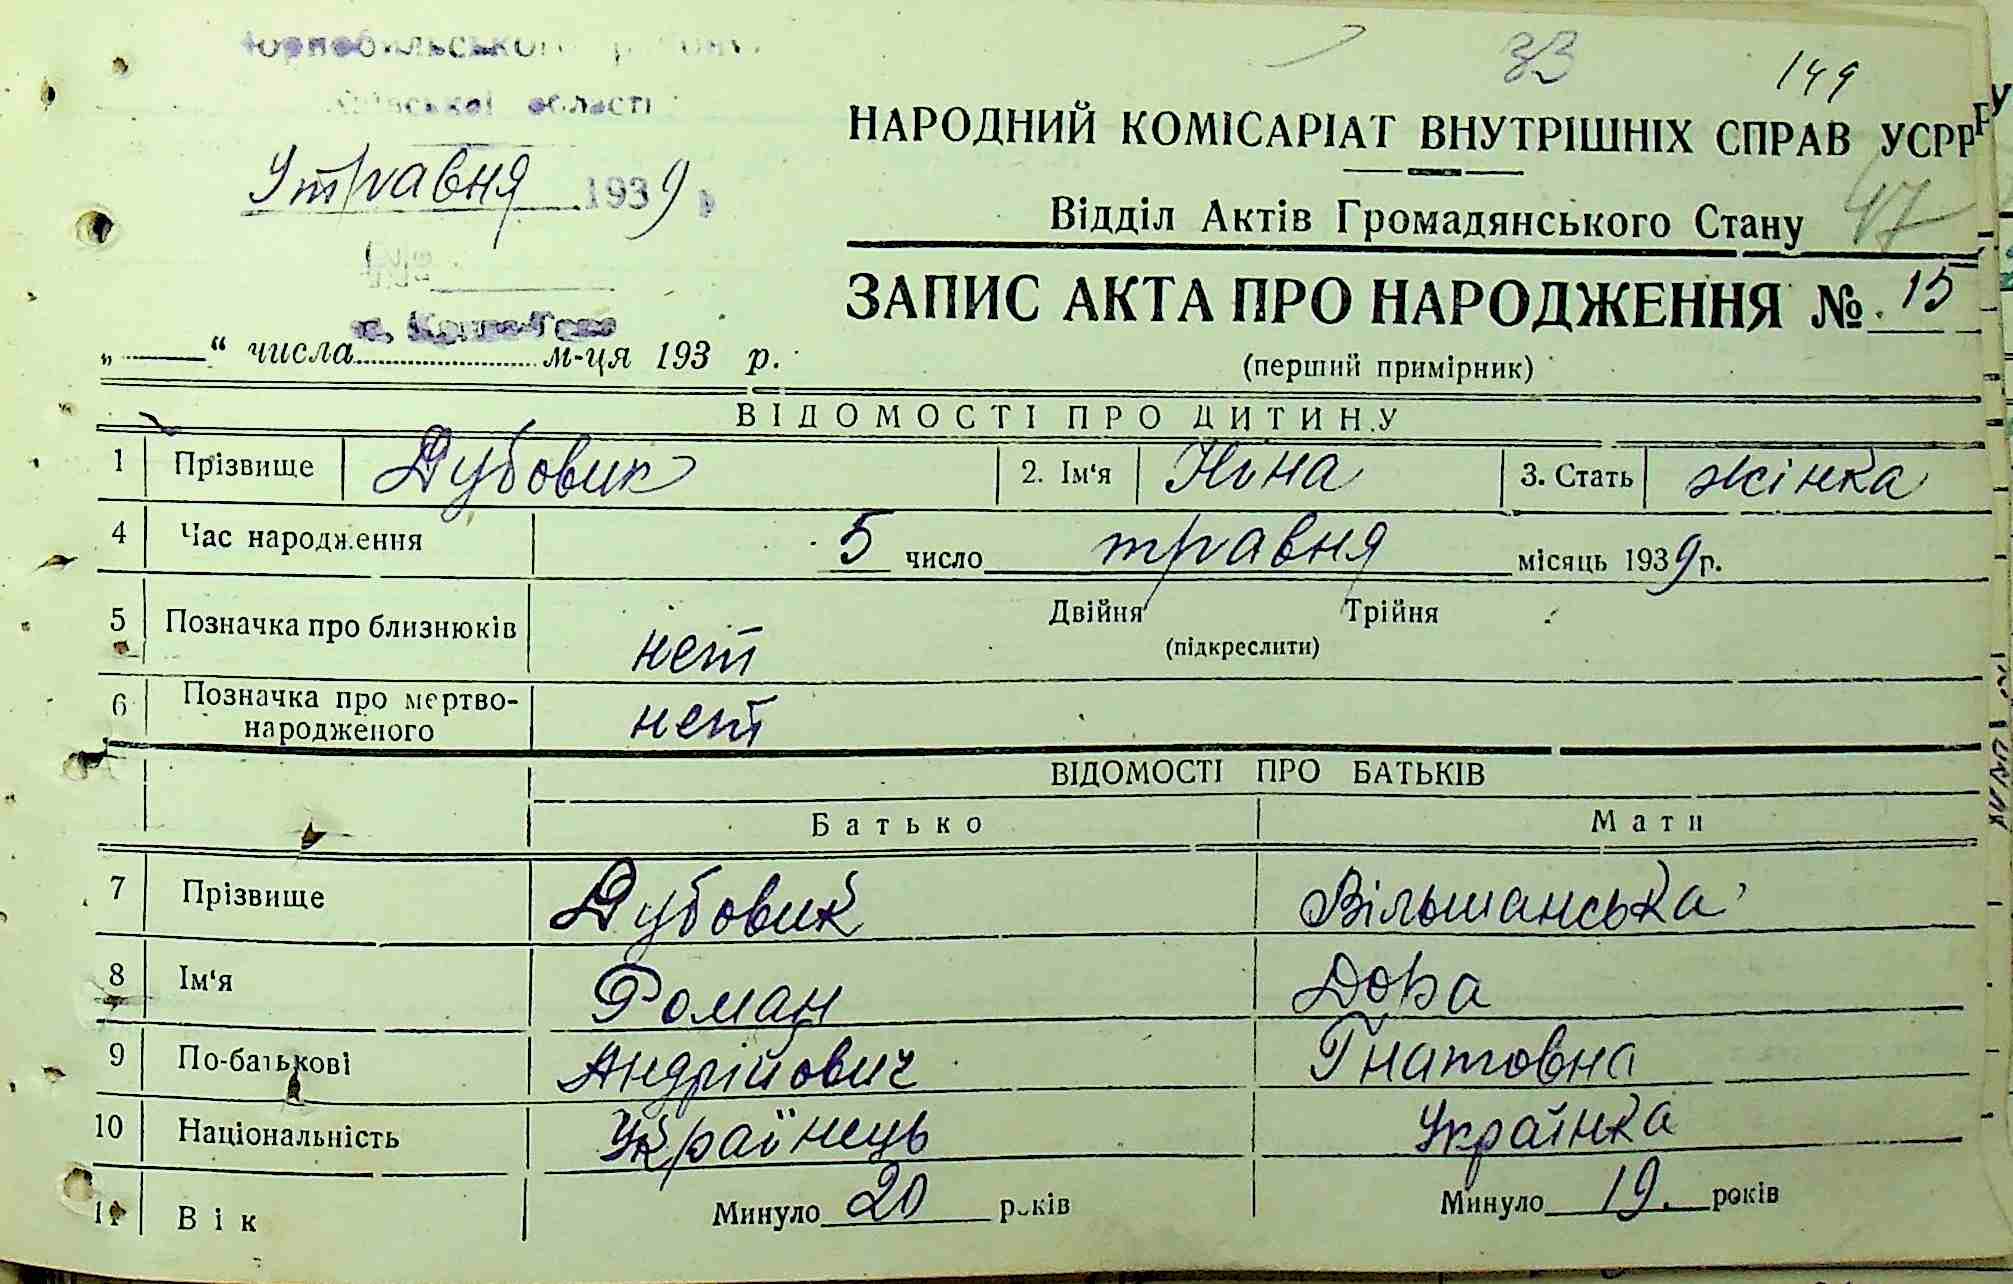 Чорнобильського району
Київської області
33 149
НАРОДНИЙ КОМІСАРІАТ ВНУТРІШНІХ СПРАВ УСРР
9 травня 1939 р
Відділ Актів Громадянського Стану 47
№
ЗАПИС АКТА ПРО НАРОДЖЕННЯ № 15
„—“ числа м-ця 193 р.
(перший примірник)
ВІДОМОСТІ ПРО ДИТИНУ
1 Прізвище Дубовик 2. Ім‘я Ніна 3. Стать жінка
4 Час народження 5 число травня місяць 1939 р.
5 Позначка про близнюків нет Двійня Трійня
(підкреслити)
6 Позначка про мертво-
народженого нет
ВІДОМОСТІ ПРО БАТЬКІВ
Батько Мати
7 Прізвище Дубовик Вільшанська
8 Ім‘я Роман Дора
9 По-батькові Андрійович Гнатовна
10 Національність Українець Українка
11 Вік Минуло 20 років Минуло 19. років